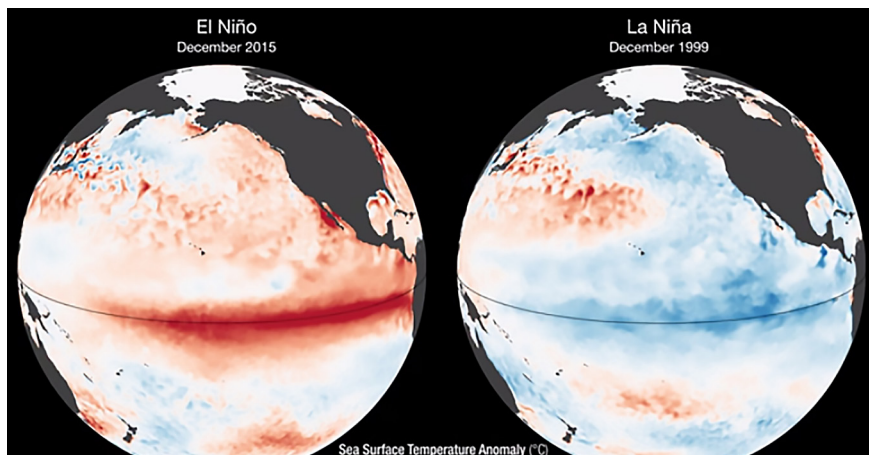 El Niño
December 2015
La Niña
December 1999
Sea Surface Temperature Anomaly (°C)